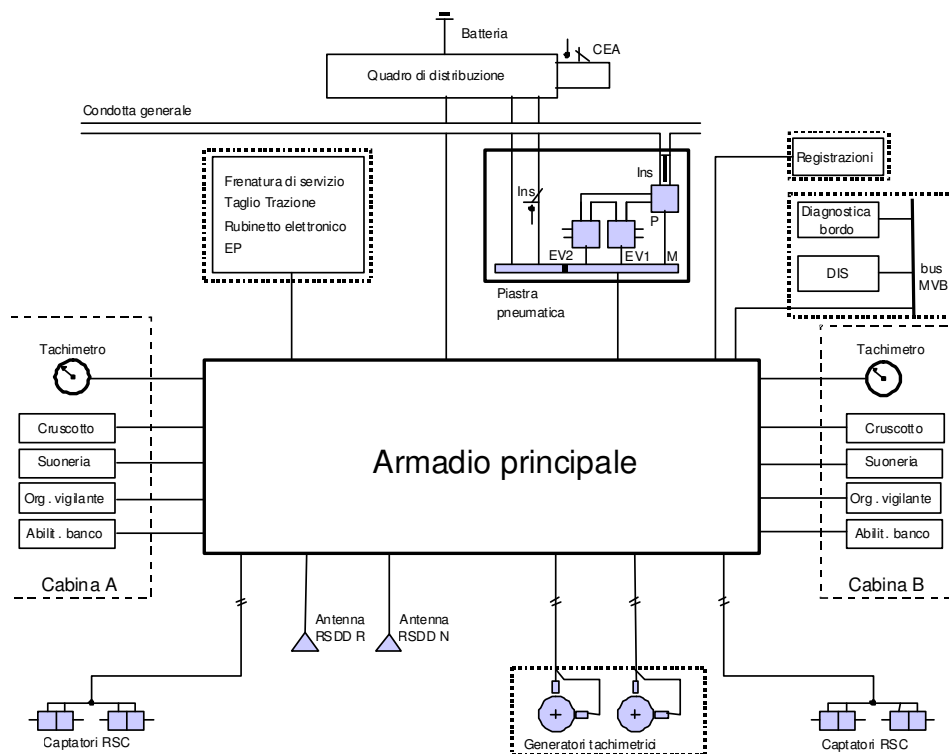 Batteria
CEA
Quadro di distribuzione
Condotta generale
Frenatura di servizio
Taglio Trazione
Rubinetto elettronico
EP
Ins
Ins
P
EV2
EV1
M
Piastra
pneumatica
Registrazioni
Diagnostica
bordo
DIS
bus
MVB
Tachimetro
Cruscotto
Suoneria
Org. vigilante
Abilit. banco
Cabina A
Armadio principale
Tachimetro
Cruscotto
Suoneria
Org. vigilante
Abilit. banco
Cabina B
Antenna
RSDD R
Antenna
RSDD N
Captatori RSC
Generatori tachimetrici
Captatori RSC